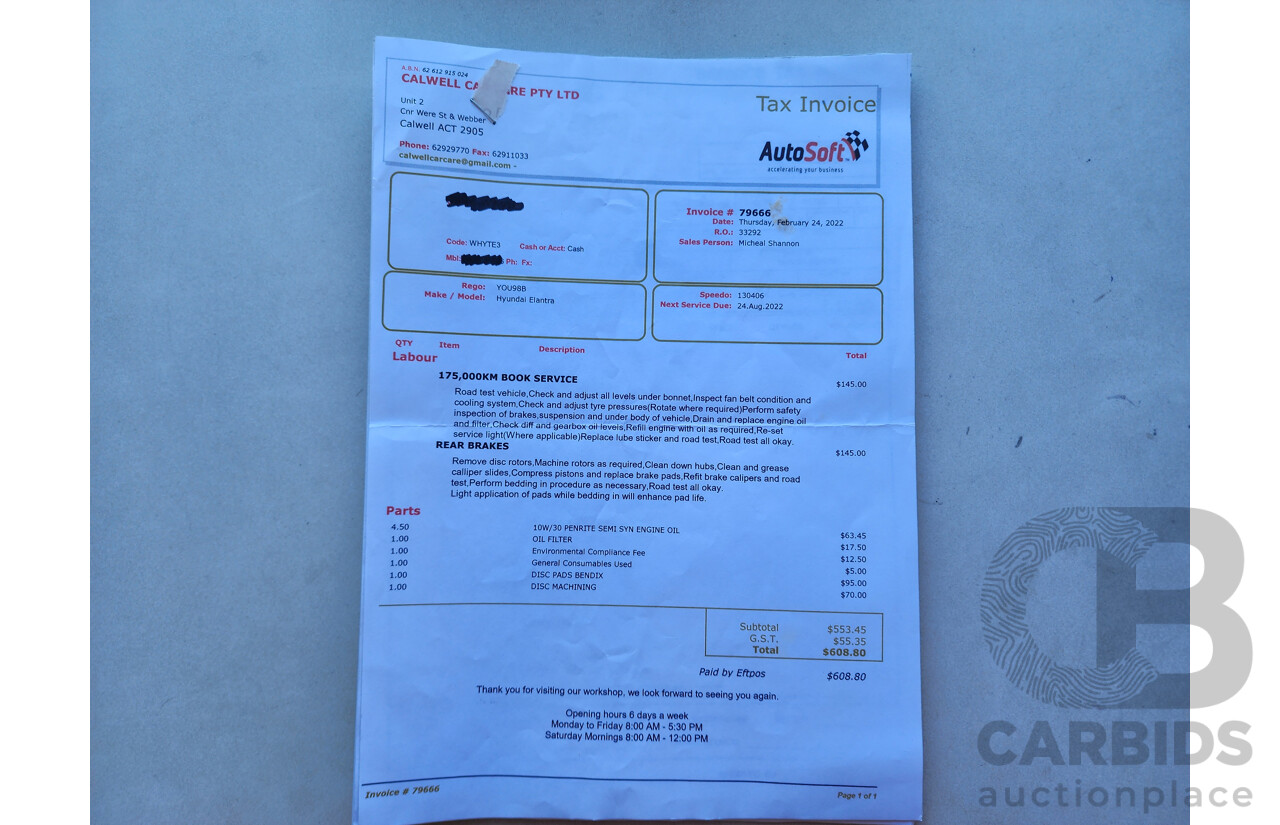 A.B.N. 62 612 915 024
CALWELL CA RE PTY LTD
Unit 2
Cnr Were St & Webber
Calwell ACT 2905
Phone: 62929770 Fax: 62911033
calwellcarcare@gmail.com -
Tax Invoice
AutoSoft
accelerating your business
Code: WHYTE3 Cash or Acct: Cash
Mbl: Ph: Fx:
Invoice # 79666
Date: Thursday, February 24, 2022
R.O.: 33292
Sales Person: Micheal Shannon
Rego: YOU98B
Make / Model: Hyundai Elantra
Speedo: 130406
Next Service Due: 24.Aug.2022
QTY Item Description Total
Labour
175,000KM BOOK SERVICE $145.00
Road test vehicle,Check and adjust all levels under bonnet,Inspect fan belt condition and
cooling system,Check and adjust tyre pressures(Rotate where required)Perform safety
inspection of brakes,suspension and under body of vehicle,Drain and replace engine oil
and filter,Check diff and gearbox oil levels,Refill engine with oil as required,Re-set
service light(Where applicable)Replace lube sticker and road test,Road test all okay.
REAR BRAKES $145.00
Remove disc rotors,Machine rotors as required,Clean down hubs,Clean and grease
calliper slides,Compress pistons and replace brake pads,Refit brake calipers and road
test,Perform bedding in procedure as necessary,Road test all okay.
Light application of pads while bedding in will enhance pad life.
Parts
4.50 10W/30 PENRITE SEMI SYN ENGINE OIL $63.45
1.00 OIL FILTER $17.50
1.00 Environmental Compliance Fee $12.50
1.00 General Consumables Used $5.00
1.00 DISC PADS BENDIX $95.00
1.00 DISC MACHINING $70.00
Subtotal $553.45
G.S.T. $55.35
Total $608.80
Paid by Eftpos $608.80
Thank you for visiting our workshop, we look forward to seeing you again.
Opening hours 6 days a week
Monday to Friday 8:00 AM - 5:30 PM
Saturday Mornings 8:00 AM - 12:00 PM
Invoice # 79666
Page 1 of 1
CB
CARBIDS
auctionplace